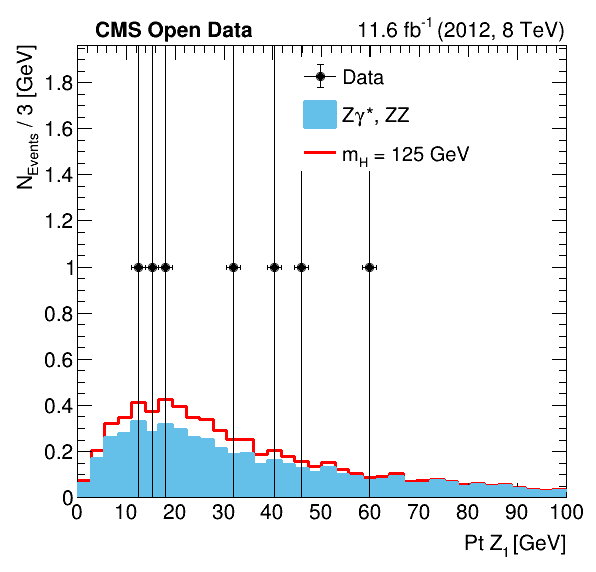 CMS Open Data
11.6 fb⁻¹ (2012, 8 TeV)
N_Events / 3 [GeV]
Data
Zγ*, ZZ
m_H = 125 GeV
1.8
1.6
1.4
1.2
1
0.8
0.6
0.4
0.2
0
0 10 20 30 40 50 60 70 80 90 100
Pt Z₁ [GeV]